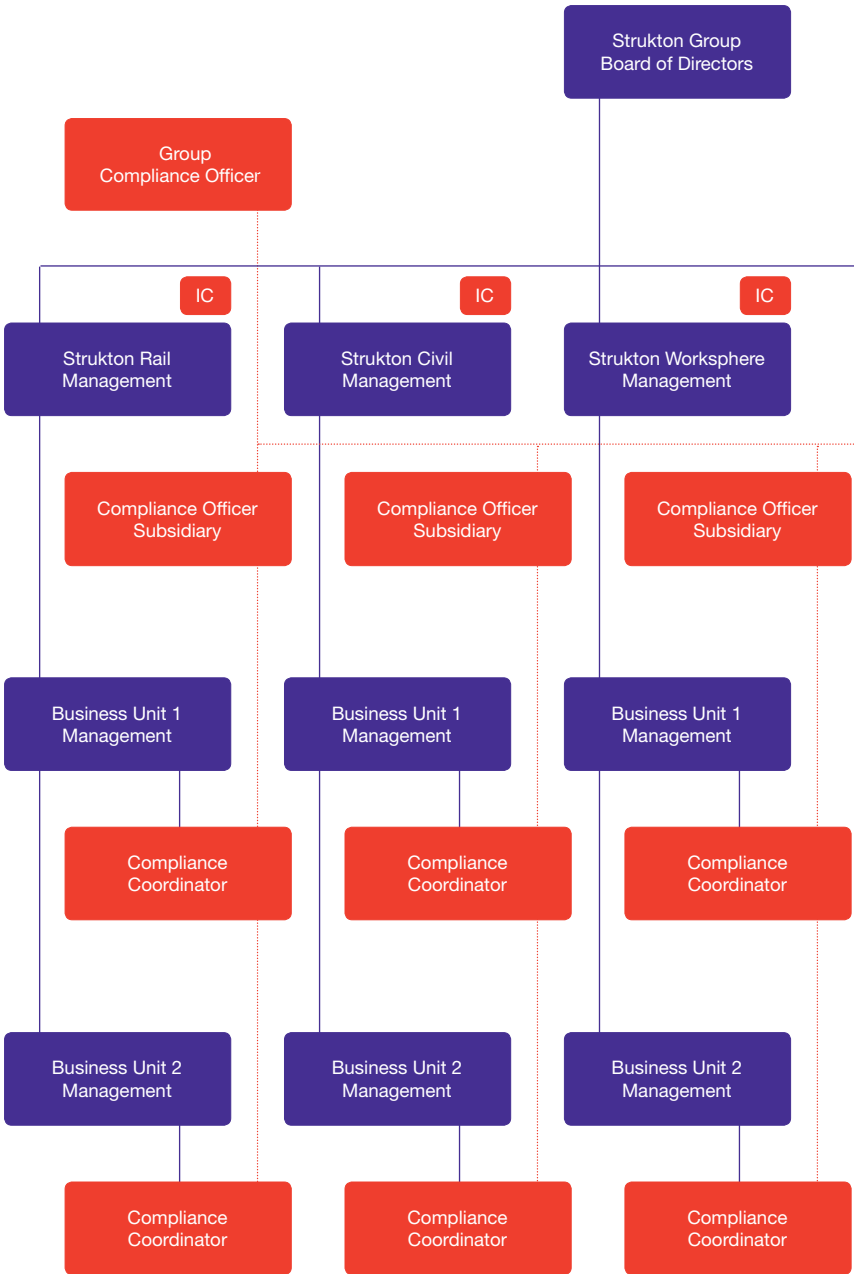 Strukton Group
Board of Directors
Group
Compliance Officer
IC
IC
IC
Strukton Rail
Management
Strukton Civil
Management
Strukton Worksphere
Management
Compliance Officer
Subsidiary
Compliance Officer
Subsidiary
Compliance Officer
Subsidiary
Business Unit 1
Management
Business Unit 1
Management
Business Unit 1
Management
Compliance
Coordinator
Compliance
Coordinator
Compliance
Coordinator
Business Unit 2
Management
Business Unit 2
Management
Business Unit 2
Management
Compliance
Coordinator
Compliance
Coordinator
Compliance
Coordinator